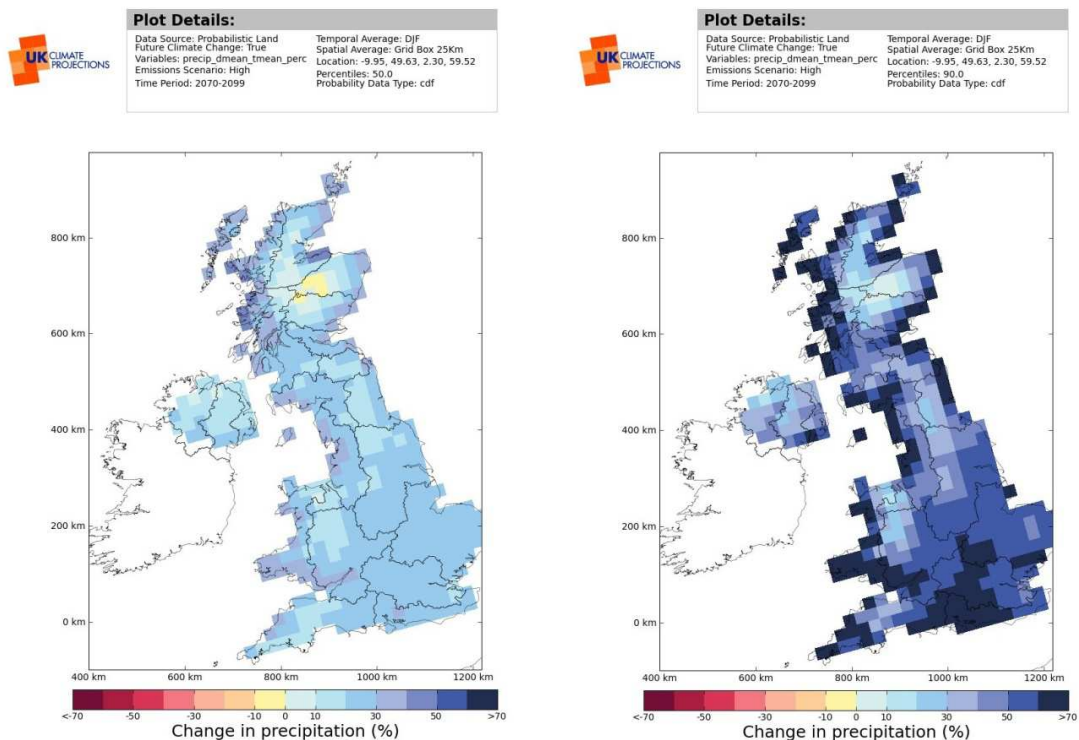 Plot Details:
UK CLIMATE
PROJECTIONS
Data Source: Probabilistic Land
Future Climate Change: True
Variables: precip_dmean_tmean_perc
Emissions Scenario: High
Time Period: 2070-2099
Temporal Average: DJF
Spatial Average: Grid Box 25Km
Location: -9.95, 49.63, 2.30, 59.52
Percentiles: 50.0
Probability Data Type: cdf
800 km
600 km
400 km
200 km
0 km
400 km 600 km 800 km 1000 km 1200 km
<-70 -50 -30 -10 0 10 30 50 >70
Change in precipitation (%)
Plot Details:
UK CLIMATE
PROJECTIONS
Data Source: Probabilistic Land
Future Climate Change: True
Variables: precip_dmean_tmean_perc
Emissions Scenario: High
Time Period: 2070-2099
Temporal Average: DJF
Spatial Average: Grid Box 25Km
Location: -9.95, 49.63, 2.30, 59.52
Percentiles: 90.0
Probability Data Type: cdf
800 km
600 km
400 km
200 km
0 km
400 km 600 km 800 km 1000 km 1200 km
<-70 -50 -30 -10 0 10 30 50 >70
Change in precipitation (%)